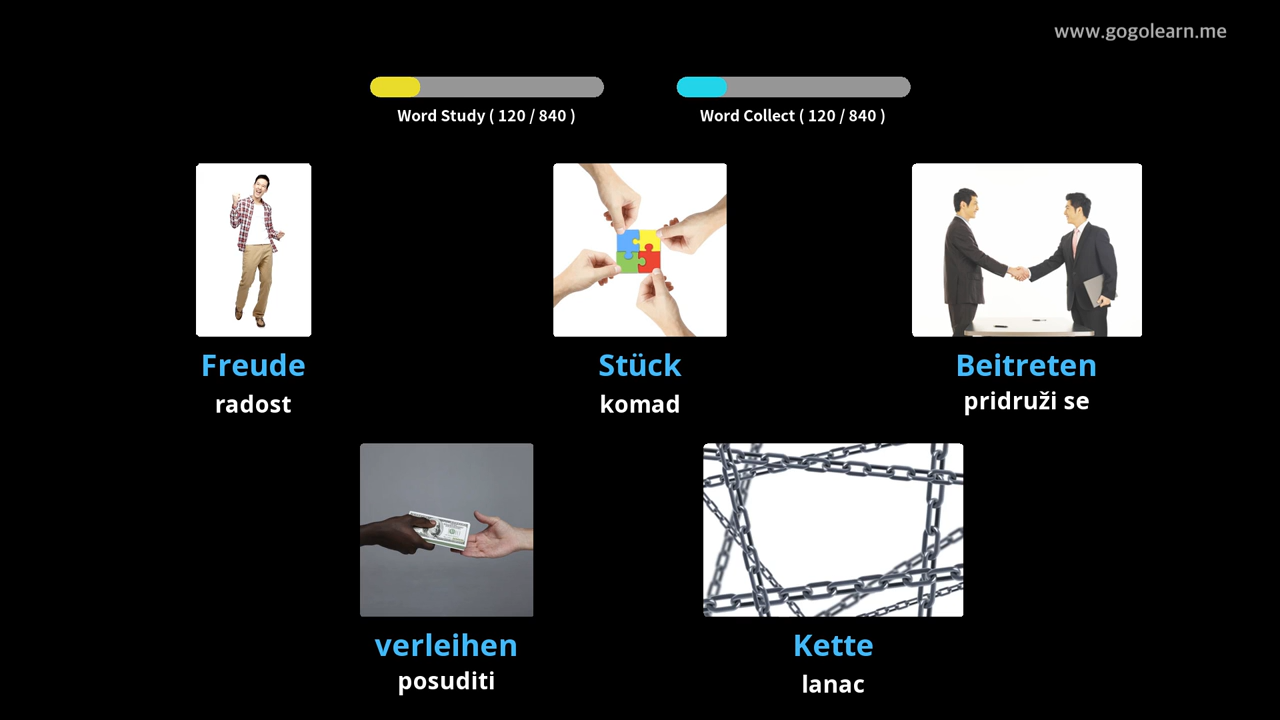 www.gogolearn.me
Word Study ( 120 / 840 )
Word Collect ( 120 / 840 )
Freude
radost
Stück
komad
Beitreten
pridruži se
verleihen
posuditi
Kette
lanac